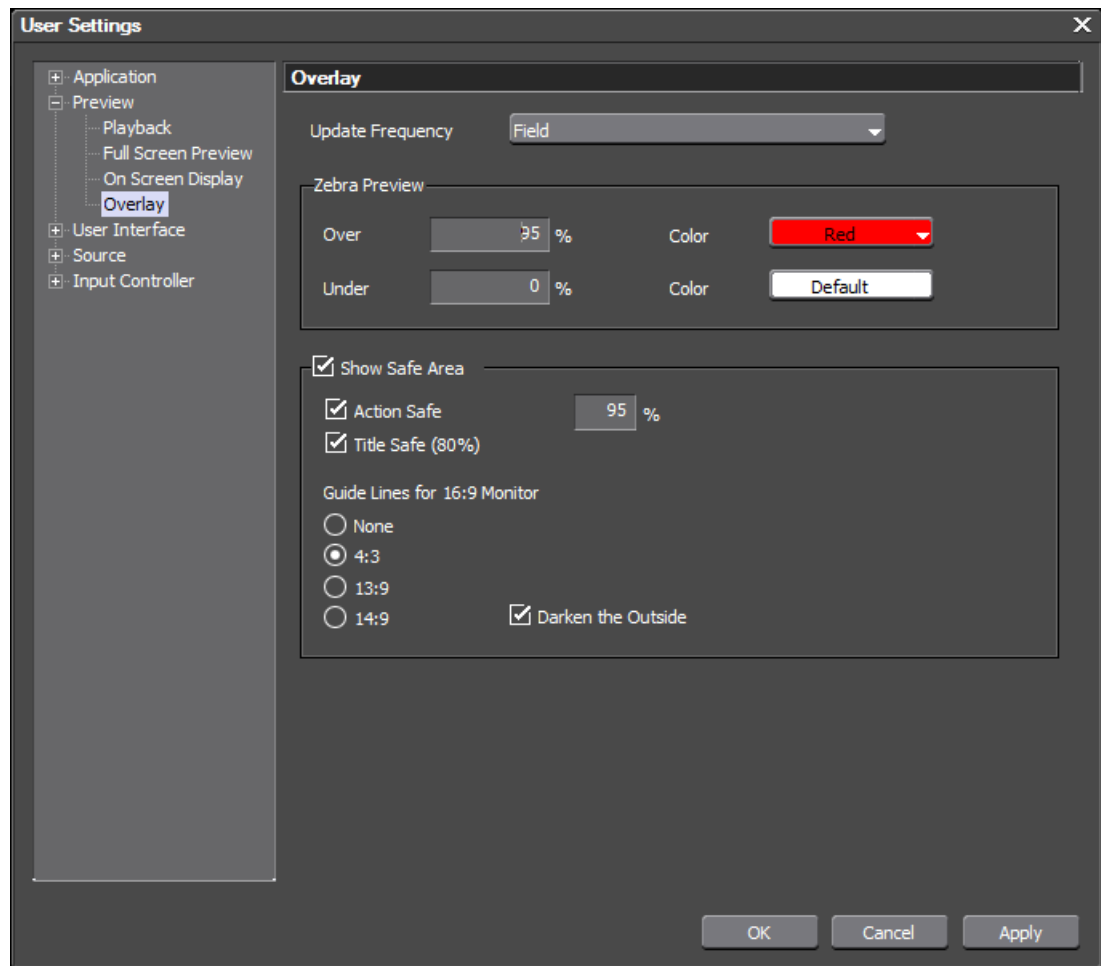 User Settings
Application
Preview
Playback
Full Screen Preview
On Screen Display
Overlay
User Interface
Source
Input Controller
Overlay
Update Frequency Field
Zebra Preview
Over 95 % Color Red
Under 0 % Color Default
Show Safe Area
Action Safe 95 %
Title Safe (80%)
Guide Lines for 16:9 Monitor
None
4:3
13:9
14:9 Darken the Outside
OK Cancel Apply